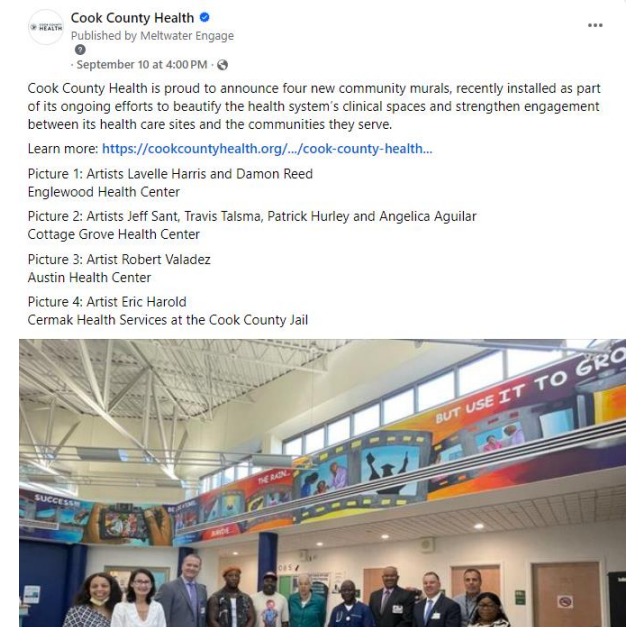 COOK COUNTY
HEALTH
Cook County Health
Published by Meltwater Engage
· September 10 at 4:00 PM ·
Cook County Health is proud to announce four new community murals, recently installed as part
of its ongoing efforts to beautify the health system's clinical spaces and strengthen engagement
between its health care sites and the communities they serve.
Learn more: https://cookcountyhealth.org/.../cook-county-health...
Picture 1: Artists Lavelle Harris and Damon Reed
Englewood Health Center
Picture 2: Artists Jeff Sant, Travis Talsma, Patrick Hurley and Angelica Aguilar
Cottage Grove Health Center
Picture 3: Artist Robert Valadez
Austin Health Center
Picture 4: Artist Eric Harold
Cermak Health Services at the Cook County Jail
BUT USE IT TO GRO
THE RAIN...
SUCCESS!!!